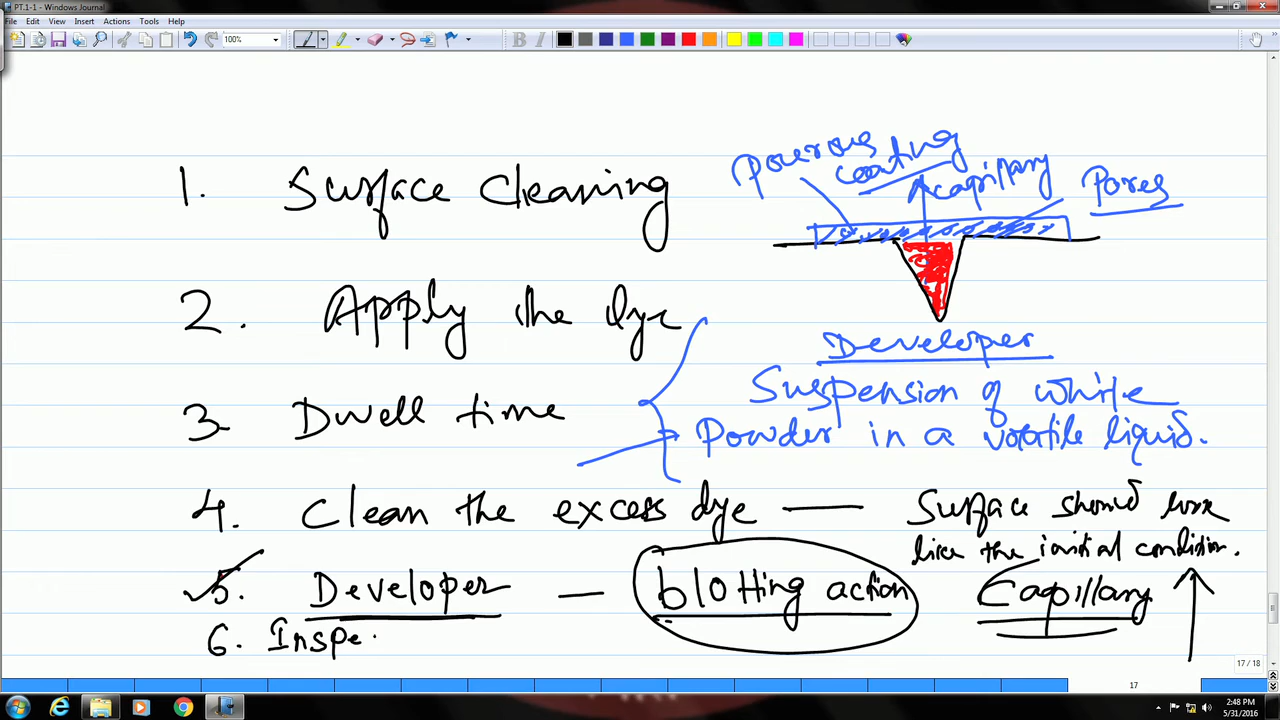 PT.1-1 - Windows Journal
File Edit View Insert Actions Tools Help
100%
B I
Pourous
coating
capillary
Pores
1. Surface cleaning
2. Apply the dye
Developer
Suspension of white
Powder in a volatile liquid.
3. Dwell time
4. Clean the excess dye — Surface should look
like the initial condition.
5. Developer — blotting action Capillary
6. Inspe
17 / 18
17
2:48 PM
5/31/2016